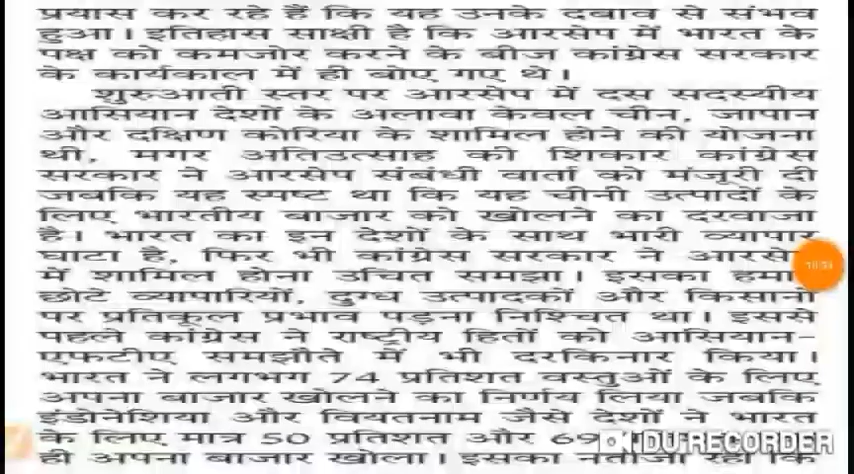 प्रयास कर रहे हैं कि यह उनके दबाव से संभव
हुआ। इतिहास साक्षी है कि आरसेप में भारत के
पक्ष को कमजोर करने के बीज कांग्रेस सरकार
के कार्यकाल में ही बोए गए थे।
शुरुआती स्तर पर आरसेप में दस सदस्यीय
आसियान देशों के अलावा केवल चीन, जापान
और दक्षिण कोरिया के शामिल होने की योजना
थी, मगर अतिउत्साह की शिकार कांग्रेस
सरकार ने आरसेप संबंधी वार्ता को मंजूरी दी
जबकि यह स्पष्ट था कि यह चीनी उत्पादों के
लिए भारतीय बाजार को खोलने का दरवाजा
है। भारत का इन देशों के साथ भारी व्यापार
घाटा है, फिर भी कांग्रेस सरकार ने
में शामिल होना उचित समझा। इसका
छोटे व्यापारियों, दुग्ध उत्पादकों और किसानों
पर प्रतिकूल प्रभाव पड़ना निश्चित था। इससे
पहले कांग्रेस ने राष्ट्रीय हितों को आसियान-
एफटीए समझौते में भी दरकिनार किया।
भारत ने लगभग 74 प्रतिशत वस्तुओं के लिए
अपना बाजार खोलने का निर्णय लिया जबकि
इंडोनेशिया और वियतनाम जैसे देशों ने भारत
के लिए मात्र 50 प्रतिशत और 69 DU RECORDER
ही अपना बाजार खोला। इसका नतीजा रहा कि